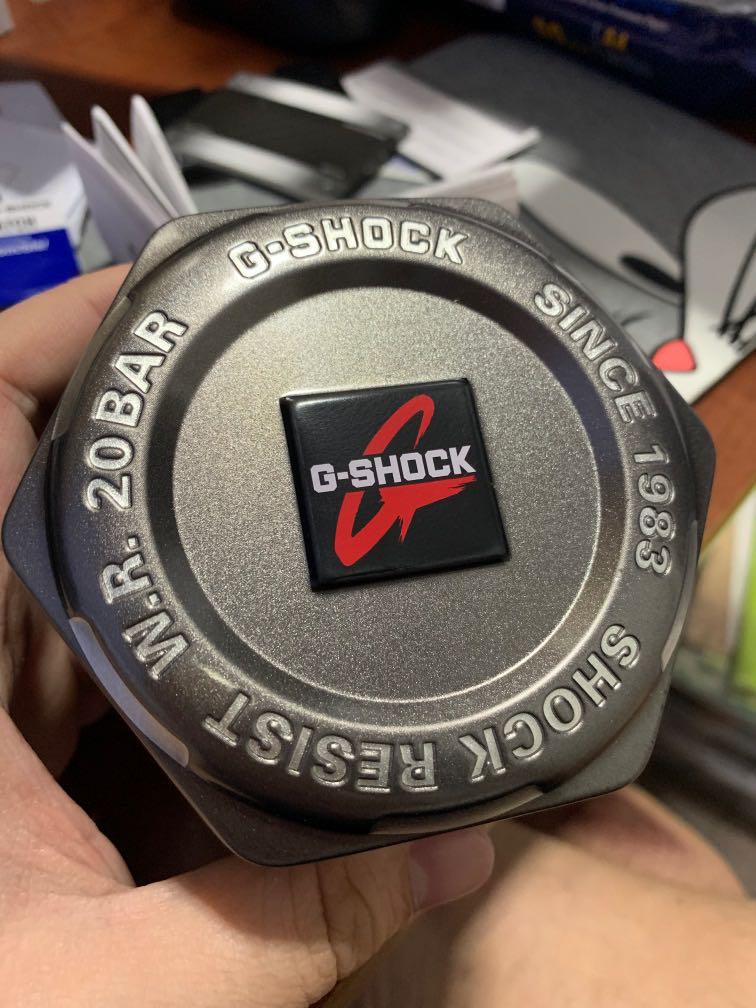 G-SHOCK
SINCE 1983
SHOCK RESIST
W.R. 20BAR
G-SHOCK